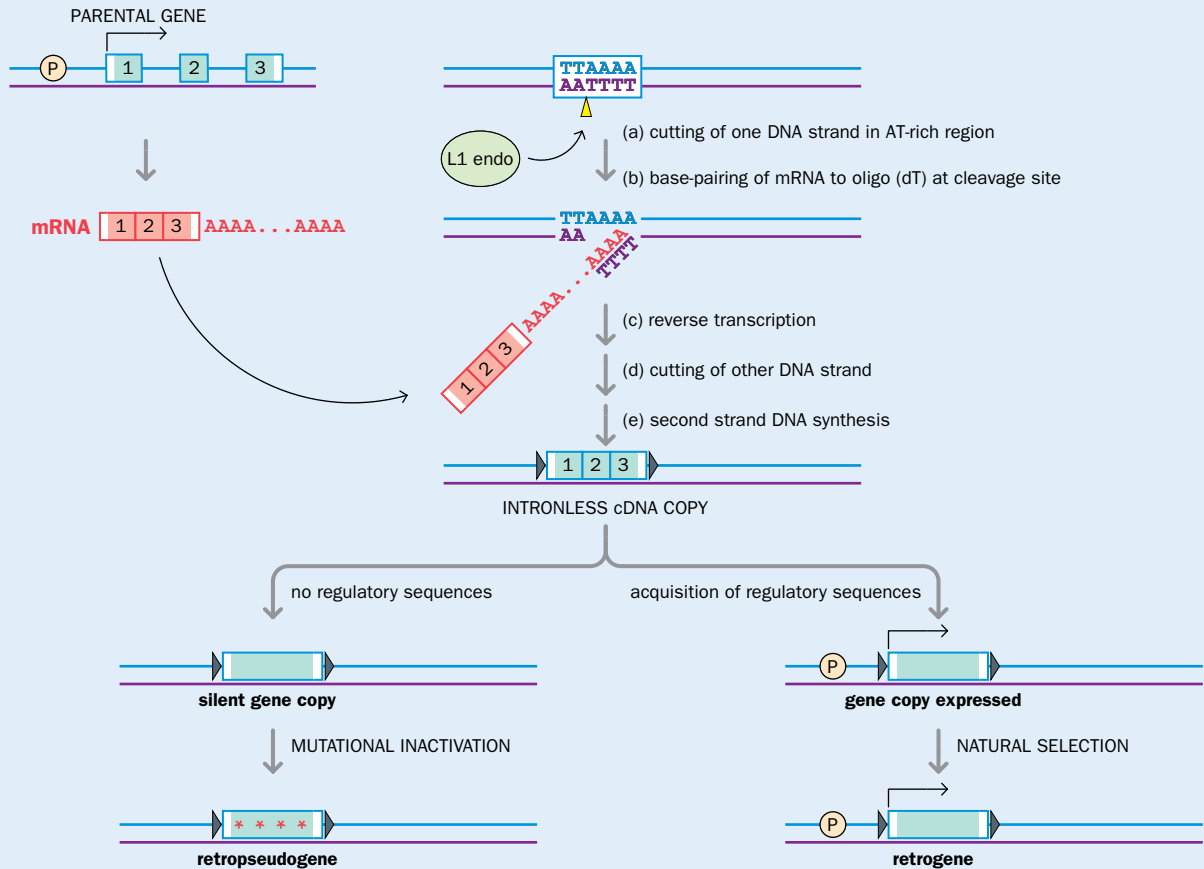 PARENTAL GENE
P 1 2 3
TTAAAA
AATTTT
(a) cutting of one DNA strand in AT-rich region
L1 endo
(b) base-pairing of mRNA to oligo (dT) at cleavage site
mRNA 1 2 3 AAAA...AAAA
TTAAAA
AA
TTTT
AAAA...AAAA
1 2 3
(c) reverse transcription
(d) cutting of other DNA strand
(e) second strand DNA synthesis
1 2 3
INTRONLESS cDNA COPY
no regulatory sequences
acquisition of regulatory sequences
silent gene copy
P
gene copy expressed
MUTATIONAL INACTIVATION
NATURAL SELECTION
* * * *
retropseudogene
P
retrogene